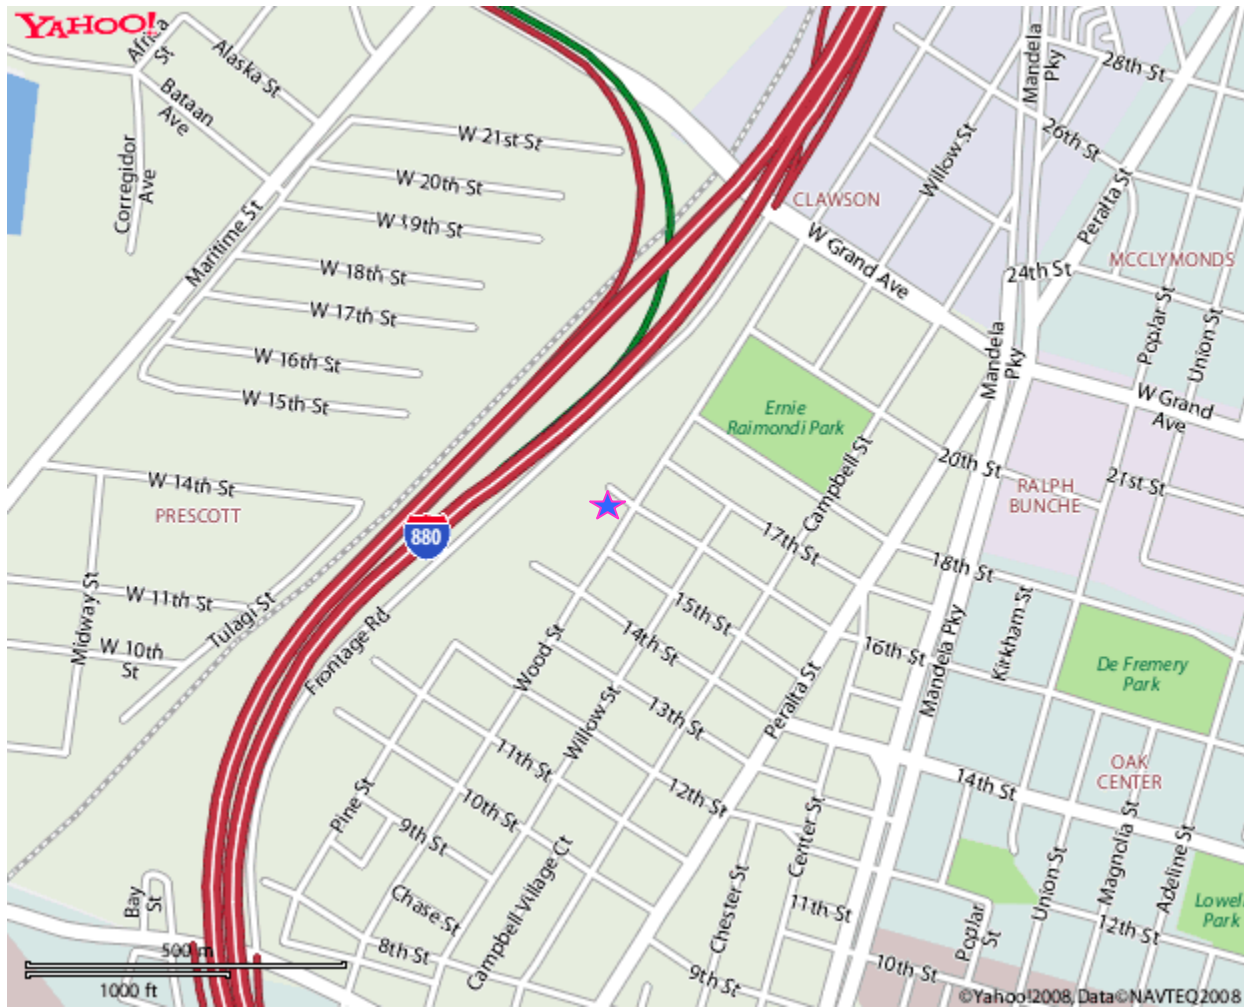 YAHOO!
Africa
St
Alaska St
Bataan
Ave
Corregidor
Ave
Maritime St
W 21st St
W 20th St
W 19th St
W 18th St
W 17th St
W 16th St
W 15th St
W 14th St
PRESCOTT
W 11th St
W 10th
St
Midway St
Tulagi St
Frontage Rd
880
Mandela
Pky
28th St
26th St
Willow St
Peralta St
CLAWSON
W Grand Ave
MCCLYMONDS
24th St
Poplar St
Union St
Mandela
Pky
W Grand
Ave
Ernie
Raimondi Park
Campbell St
20th St
21st St
RALPH
BUNCHE
17th St
18th St
15th St
14th St
16th St
Kirkham St
Mandela Pky
De Fremery
Park
Wood St
Willow St
13th St
Peralta St
OAK
CENTER
11th St
12th St
14th St
Pine St
10th St
9th St
Center St
Magnolia St
Adeline St
Union St
Chase St
Campbell Village Ct
Chester St
11th St
Lowell
Park
12th St
Poplar
St
Bay
St
8th St
9th St
10th St
500 m
1000 ft
©Yahoo!2008, Data©NAVTEQ2008